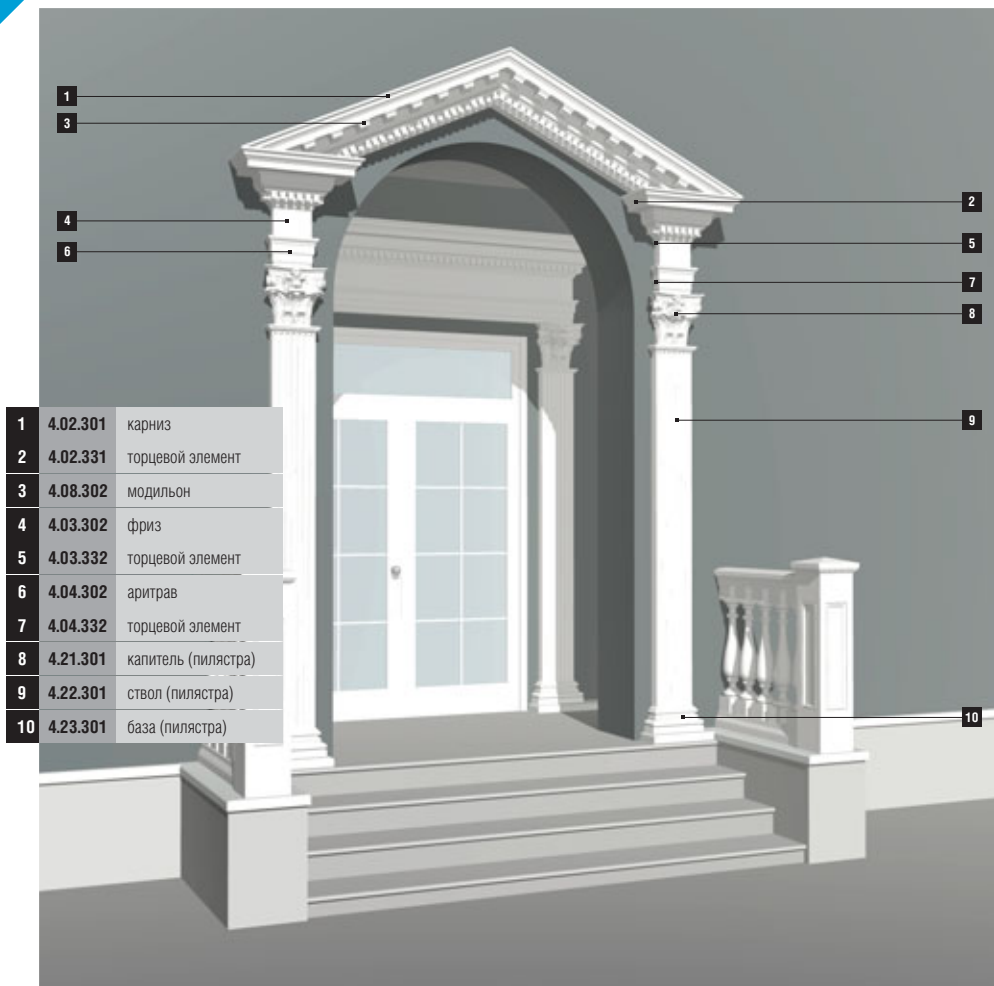 1
3
4
6
2
5
7
8
9
10
1 4.02.301 карниз
2 4.02.331 торцевой элемент
3 4.08.302 модильон
4 4.03.302 фриз
5 4.03.332 торцевой элемент
6 4.04.302 аритрав
7 4.04.332 торцевой элемент
8 4.21.301 капитель (пилястра)
9 4.22.301 ствол (пилястра)
10 4.23.301 база (пилястра)